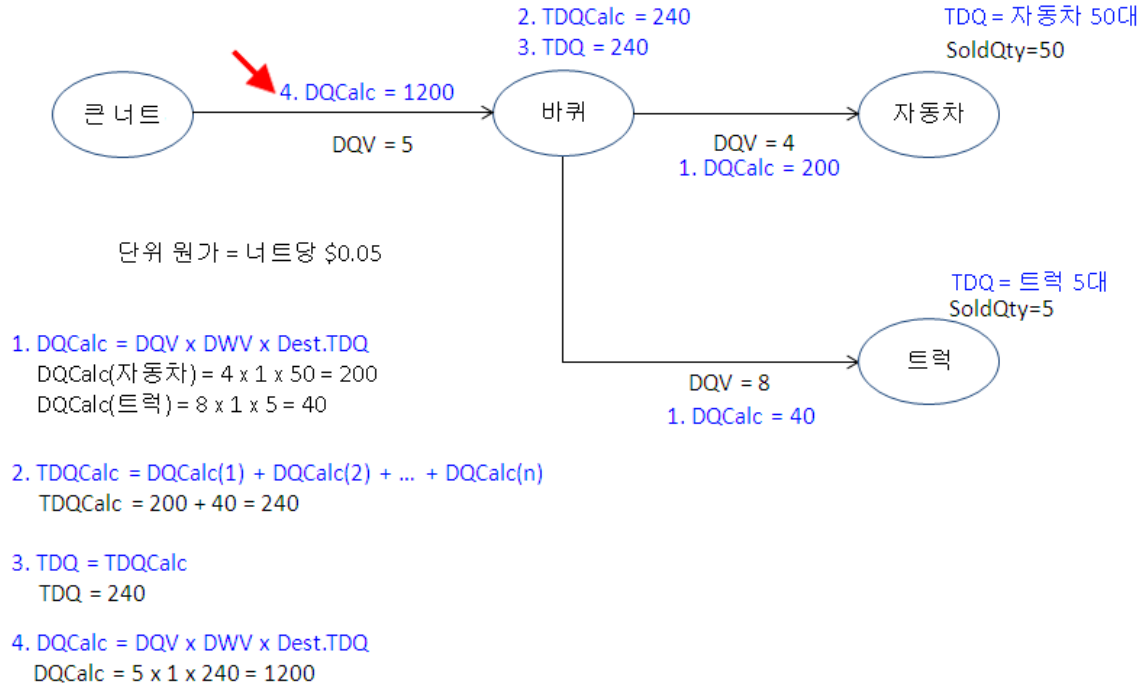 2. TDQCalc = 240
3. TDQ = 240
TDQ = 자동차 50대
SoldQty=50
4. DQCalc = 1200
큰 너트
바퀴
자동차
DQV = 5
DQV = 4
1. DQCalc = 200
단위 원가 = 너트당 $0.05
TDQ = 트럭 5대
SoldQty=5
트럭
DQV = 8
1. DQCalc = 40
1. DQCalc = DQV x DWV x Dest.TDQ
DQCalc(자동차) = 4 x 1 x 50 = 200
DQCalc(트럭) = 8 x 1 x 5 = 40
2. TDQCalc = DQCalc(1) + DQCalc(2) + ... + DQCalc(n)
TDQCalc = 200 + 40 = 240
3. TDQ = TDQCalc
TDQ = 240
4. DQCalc = DQV x DWV x Dest.TDQ
DQCalc = 5 x 1 x 240 = 1200